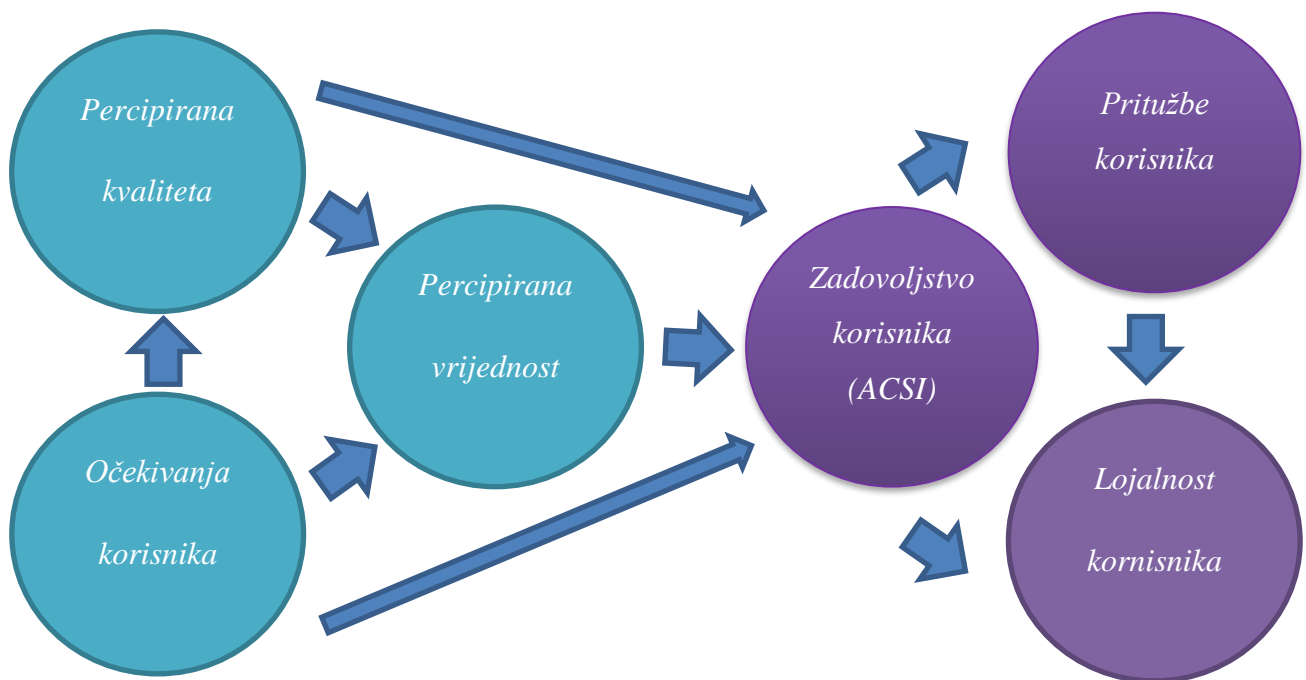 Percipirana
kvaliteta
Očekivanja
korisnika
Percipirana
vrijednost
Zadovoljstvo
korisnika
(ACSI)
Pritužbe
korisnika
Lojalnost
kornisnika